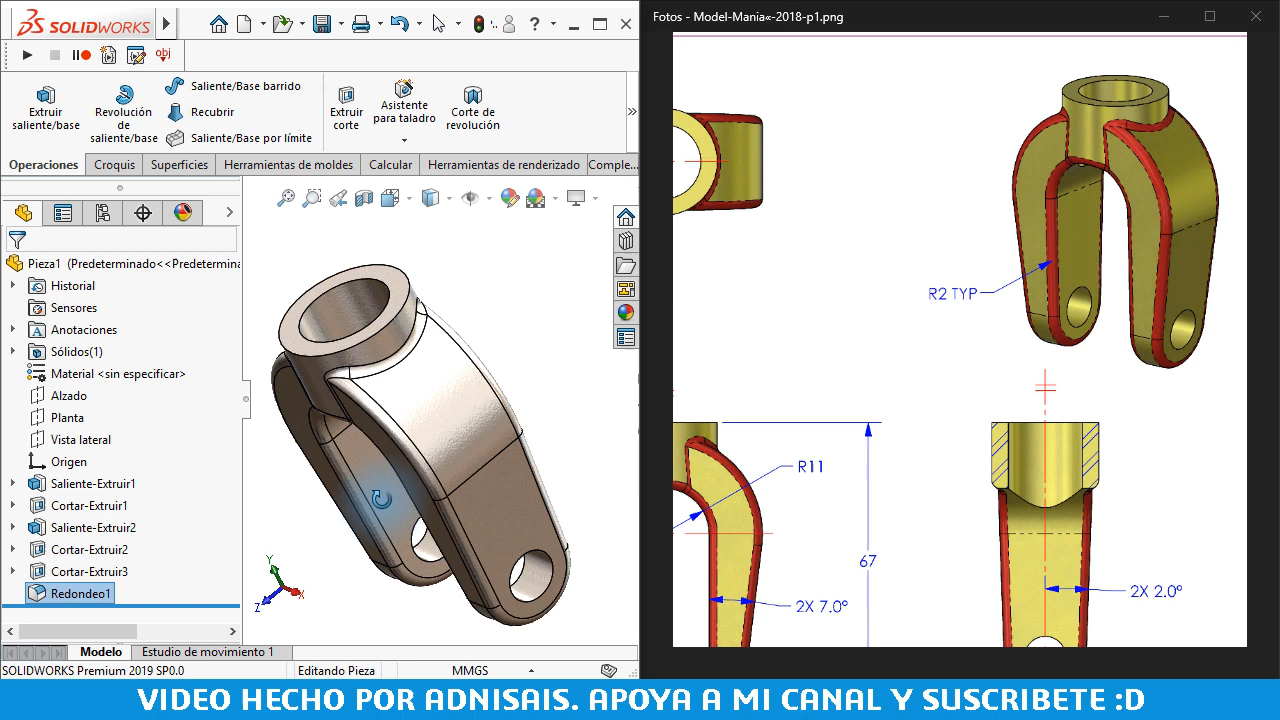 SOLIDWORKS
Fotos - Model-Mania«-2018-p1.png
obj
Extruir
saliente/base
Revolución
de
saliente/base
Saliente/Base barrido
Recubrir
Saliente/Base por límite
Extruir
corte
Asistente
para taladro
Corte de
revolución
Operaciones
Croquis
Superficies
Herramientas de moldes
Calcular
Herramientas de renderizado
Comple...
Pieza1 (Predeterminado<<Predetermina
Historial
Sensores
Anotaciones
Sólidos(1)
Material <sin especificar>
Alzado
Planta
Vista lateral
Origen
Saliente-Extruir1
Cortar-Extruir1
Saliente-Extruir2
Cortar-Extruir2
Cortar-Extruir3
Redondeo1
Y
X
Z
Modelo
Estudio de movimiento 1
SOLIDWORKS Premium 2019 SP0.0
Editando Pieza
MMGS
R2 TYP
R11
67
2X 7.0°
2X 2.0°
VIDEO HECHO POR ADNISAIS. APOYA A MI CANAL Y SUSCRIBETE :D